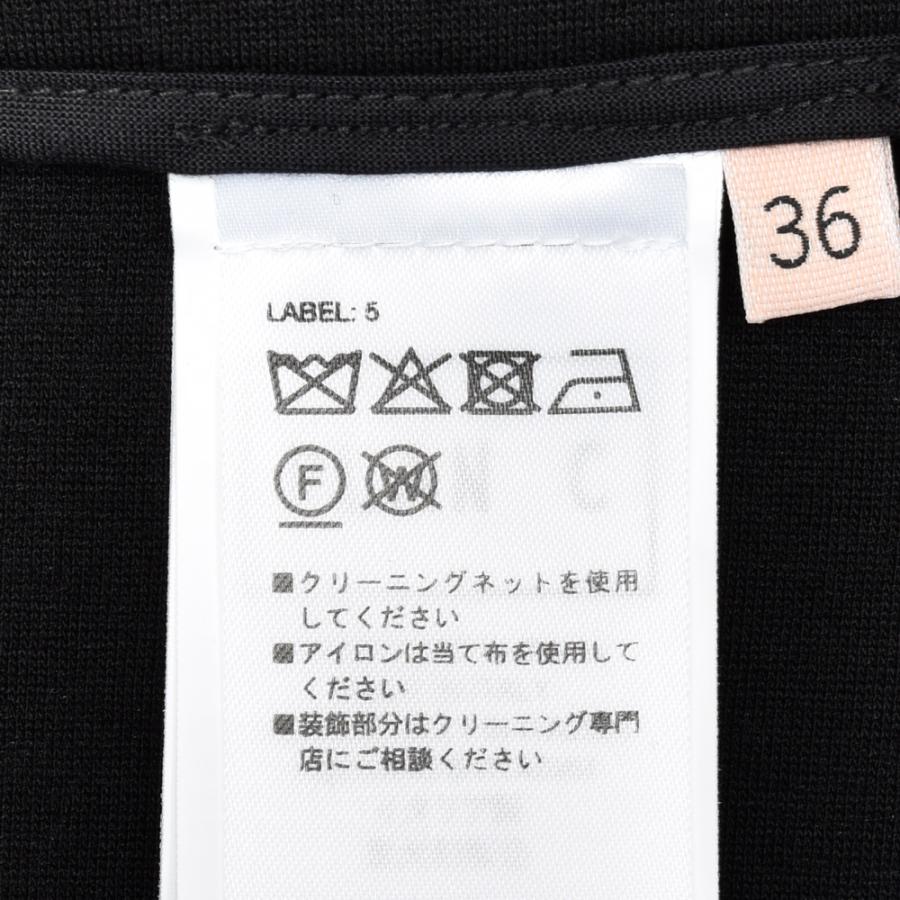 36
LABEL: 5
F W
■クリーニングネットを使用
してください
■アイロンは当て布を使用して
ください
■装飾部分はクリーニング専門
店にご相談ください